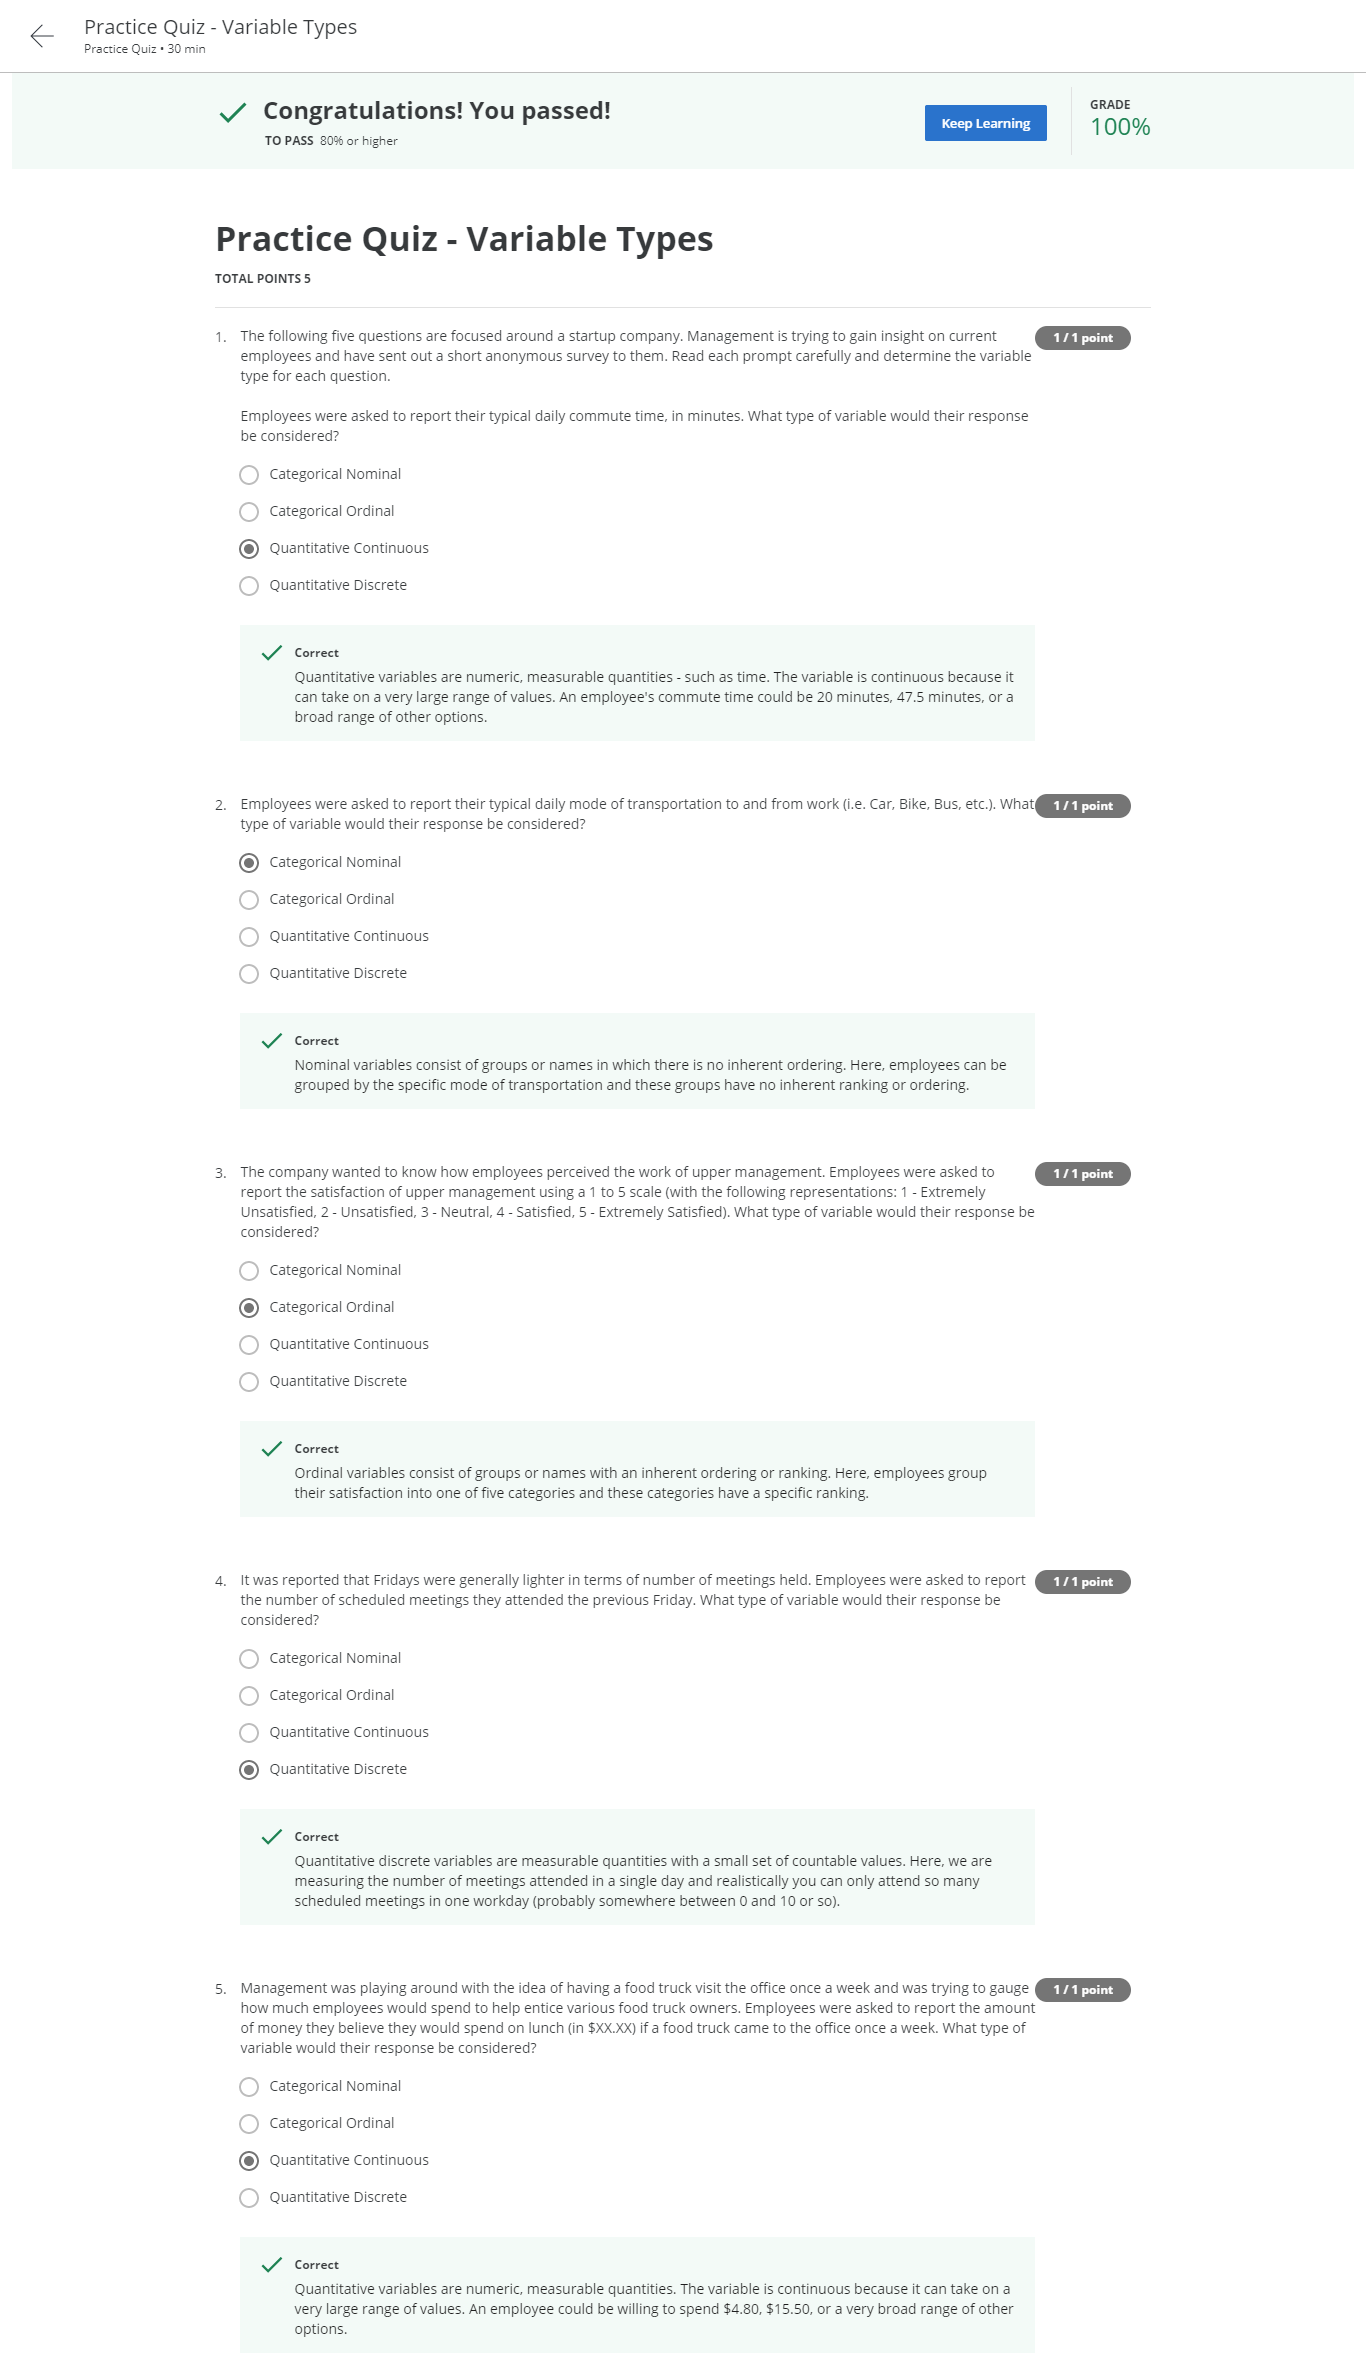 Practice Quiz - Variable Types
Practice Quiz • 30 min
Congratulations! You passed!
TO PASS 80% or higher
Keep Learning
GRADE
100%
Practice Quiz - Variable Types
TOTAL POINTS 5
1. The following five questions are focused around a startup company. Management is trying to gain insight on current
employees and have sent out a short anonymous survey to them. Read each prompt carefully and determine the variable
type for each question.
1 / 1 point
Employees were asked to report their typical daily commute time, in minutes. What type of variable would their response
be considered?
Categorical Nominal
Categorical Ordinal
Quantitative Continuous
Quantitative Discrete
Correct
Quantitative variables are numeric, measurable quantities - such as time. The variable is continuous because it
can take on a very large range of values. An employee's commute time could be 20 minutes, 47.5 minutes, or a
broad range of other options.
2. Employees were asked to report their typical daily mode of transportation to and from work (i.e. Car, Bike, Bus, etc.). What
type of variable would their response be considered?
1 / 1 point
Categorical Nominal
Categorical Ordinal
Quantitative Continuous
Quantitative Discrete
Correct
Nominal variables consist of groups or names in which there is no inherent ordering. Here, employees can be
grouped by the specific mode of transportation and these groups have no inherent ranking or ordering.
3. The company wanted to know how employees perceived the work of upper management. Employees were asked to
report the satisfaction of upper management using a 1 to 5 scale (with the following representations: 1 - Extremely
Unsatisfied, 2 - Unsatisfied, 3 - Neutral, 4 - Satisfied, 5 - Extremely Satisfied). What type of variable would their response be
considered?
1 / 1 point
Categorical Nominal
Categorical Ordinal
Quantitative Continuous
Quantitative Discrete
Correct
Ordinal variables consist of groups or names with an inherent ordering or ranking. Here, employees group
their satisfaction into one of five categories and these categories have a specific ranking.
4. It was reported that Fridays were generally lighter in terms of number of meetings held. Employees were asked to report
the number of scheduled meetings they attended the previous Friday. What type of variable would their response be
considered?
1 / 1 point
Categorical Nominal
Categorical Ordinal
Quantitative Continuous
Quantitative Discrete
Correct
Quantitative discrete variables are measurable quantities with a small set of countable values. Here, we are
measuring the number of meetings attended in a single day and realistically you can only attend so many
scheduled meetings in one workday (probably somewhere between 0 and 10 or so).
5. Management was playing around with the idea of having a food truck visit the office once a week and was trying to gauge
how much employees would spend to help entice various food truck owners. Employees were asked to report the amount
of money they believe they would spend on lunch (in $XX.XX) if a food truck came to the office once a week. What type of
variable would their response be considered?
1 / 1 point
Categorical Nominal
Categorical Ordinal
Quantitative Continuous
Quantitative Discrete
Correct
Quantitative variables are numeric, measurable quantities. The variable is continuous because it can take on a
very large range of values. An employee could be willing to spend $4.80, $15.50, or a very broad range of other
options.